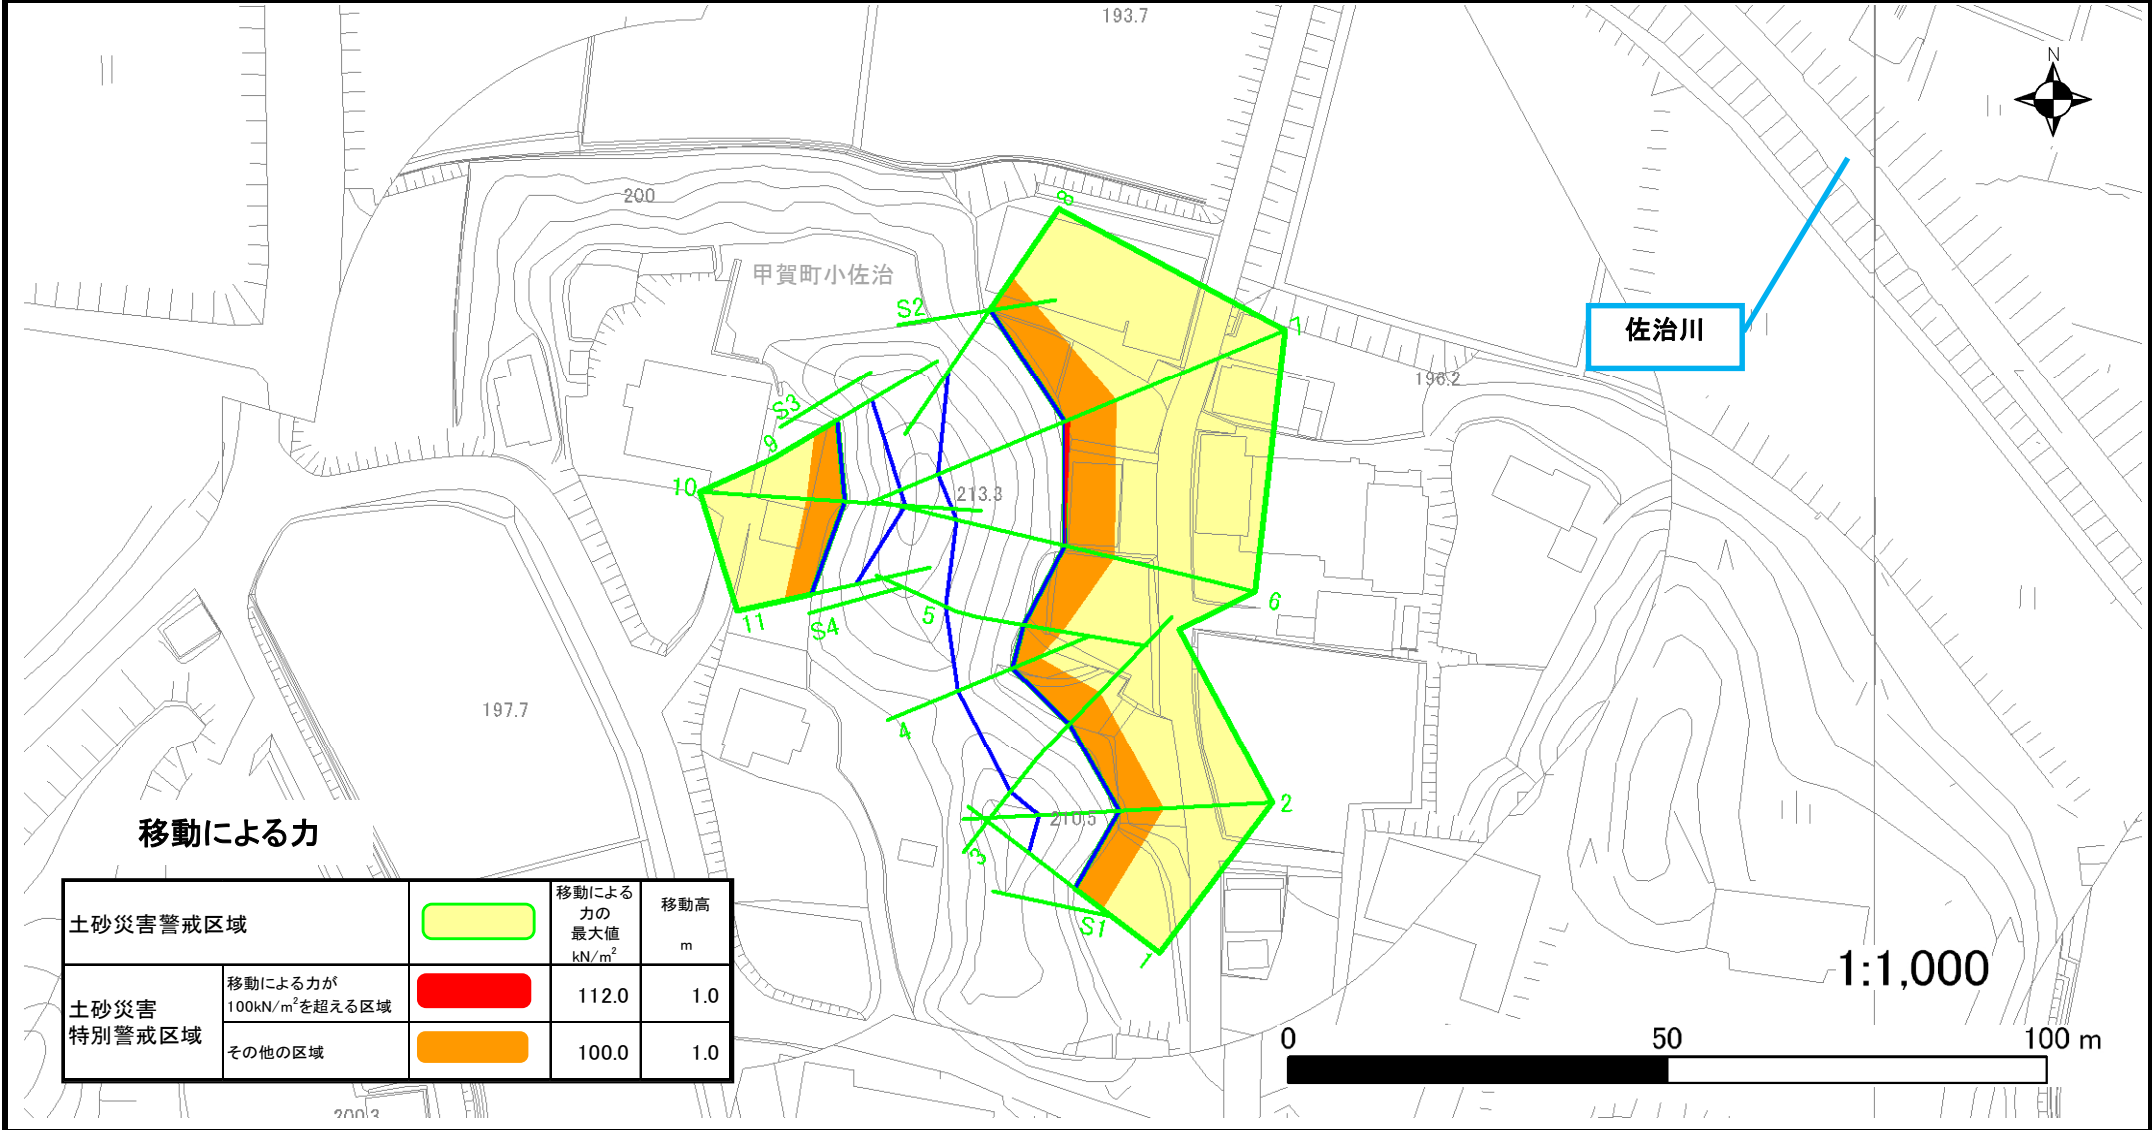 193.7
N
200
8
甲賀町小佐治
S2
7
佐治川
196.2
S3
9
10
213.3
6
5
11
S4
197.7
4
2
210.5
3
S1
1
移動による力
土砂災害警戒区域
移動による
力の
最大値
kN/m²
移動高
m
土砂災害
特別警戒区域
移動による力が
100kN/m²を超える区域
112.0
1.0
その他の区域
100.0
1.0
1:1,000
0
50
100 m
200.3